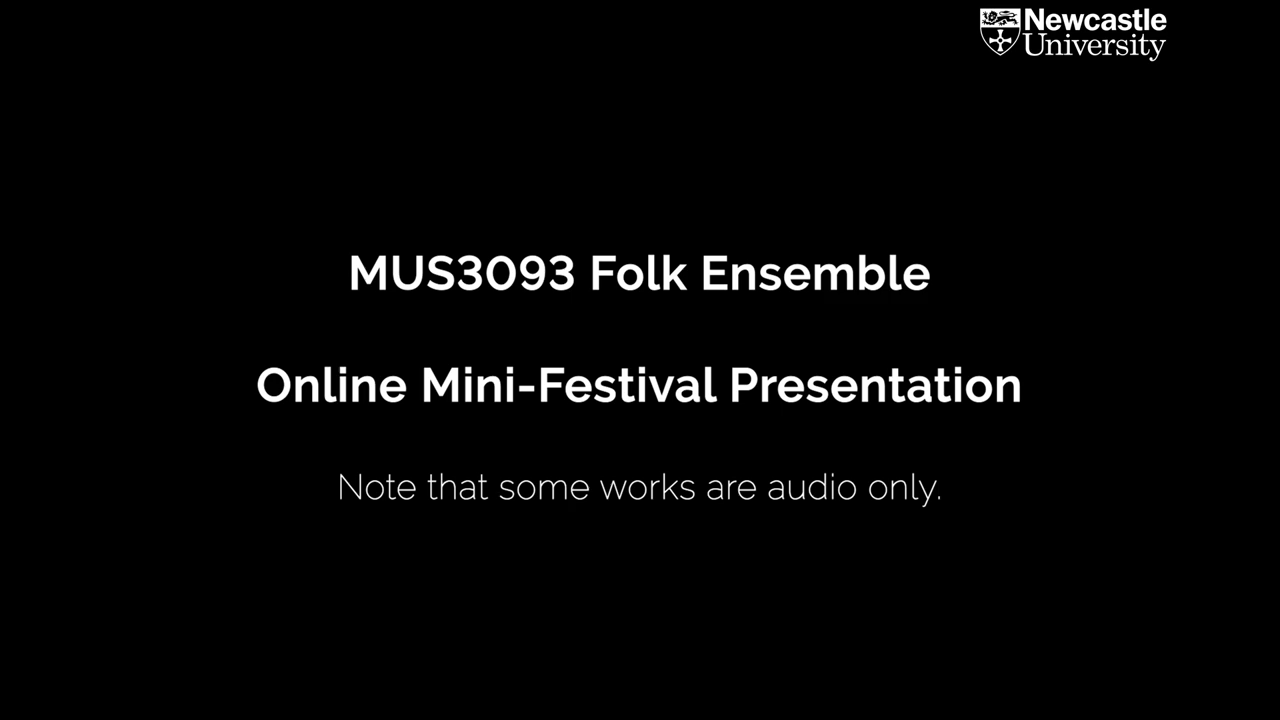 Newcastle
University
MUS3093 Folk Ensemble
Online Mini-Festival Presentation
Note that some works are audio only.